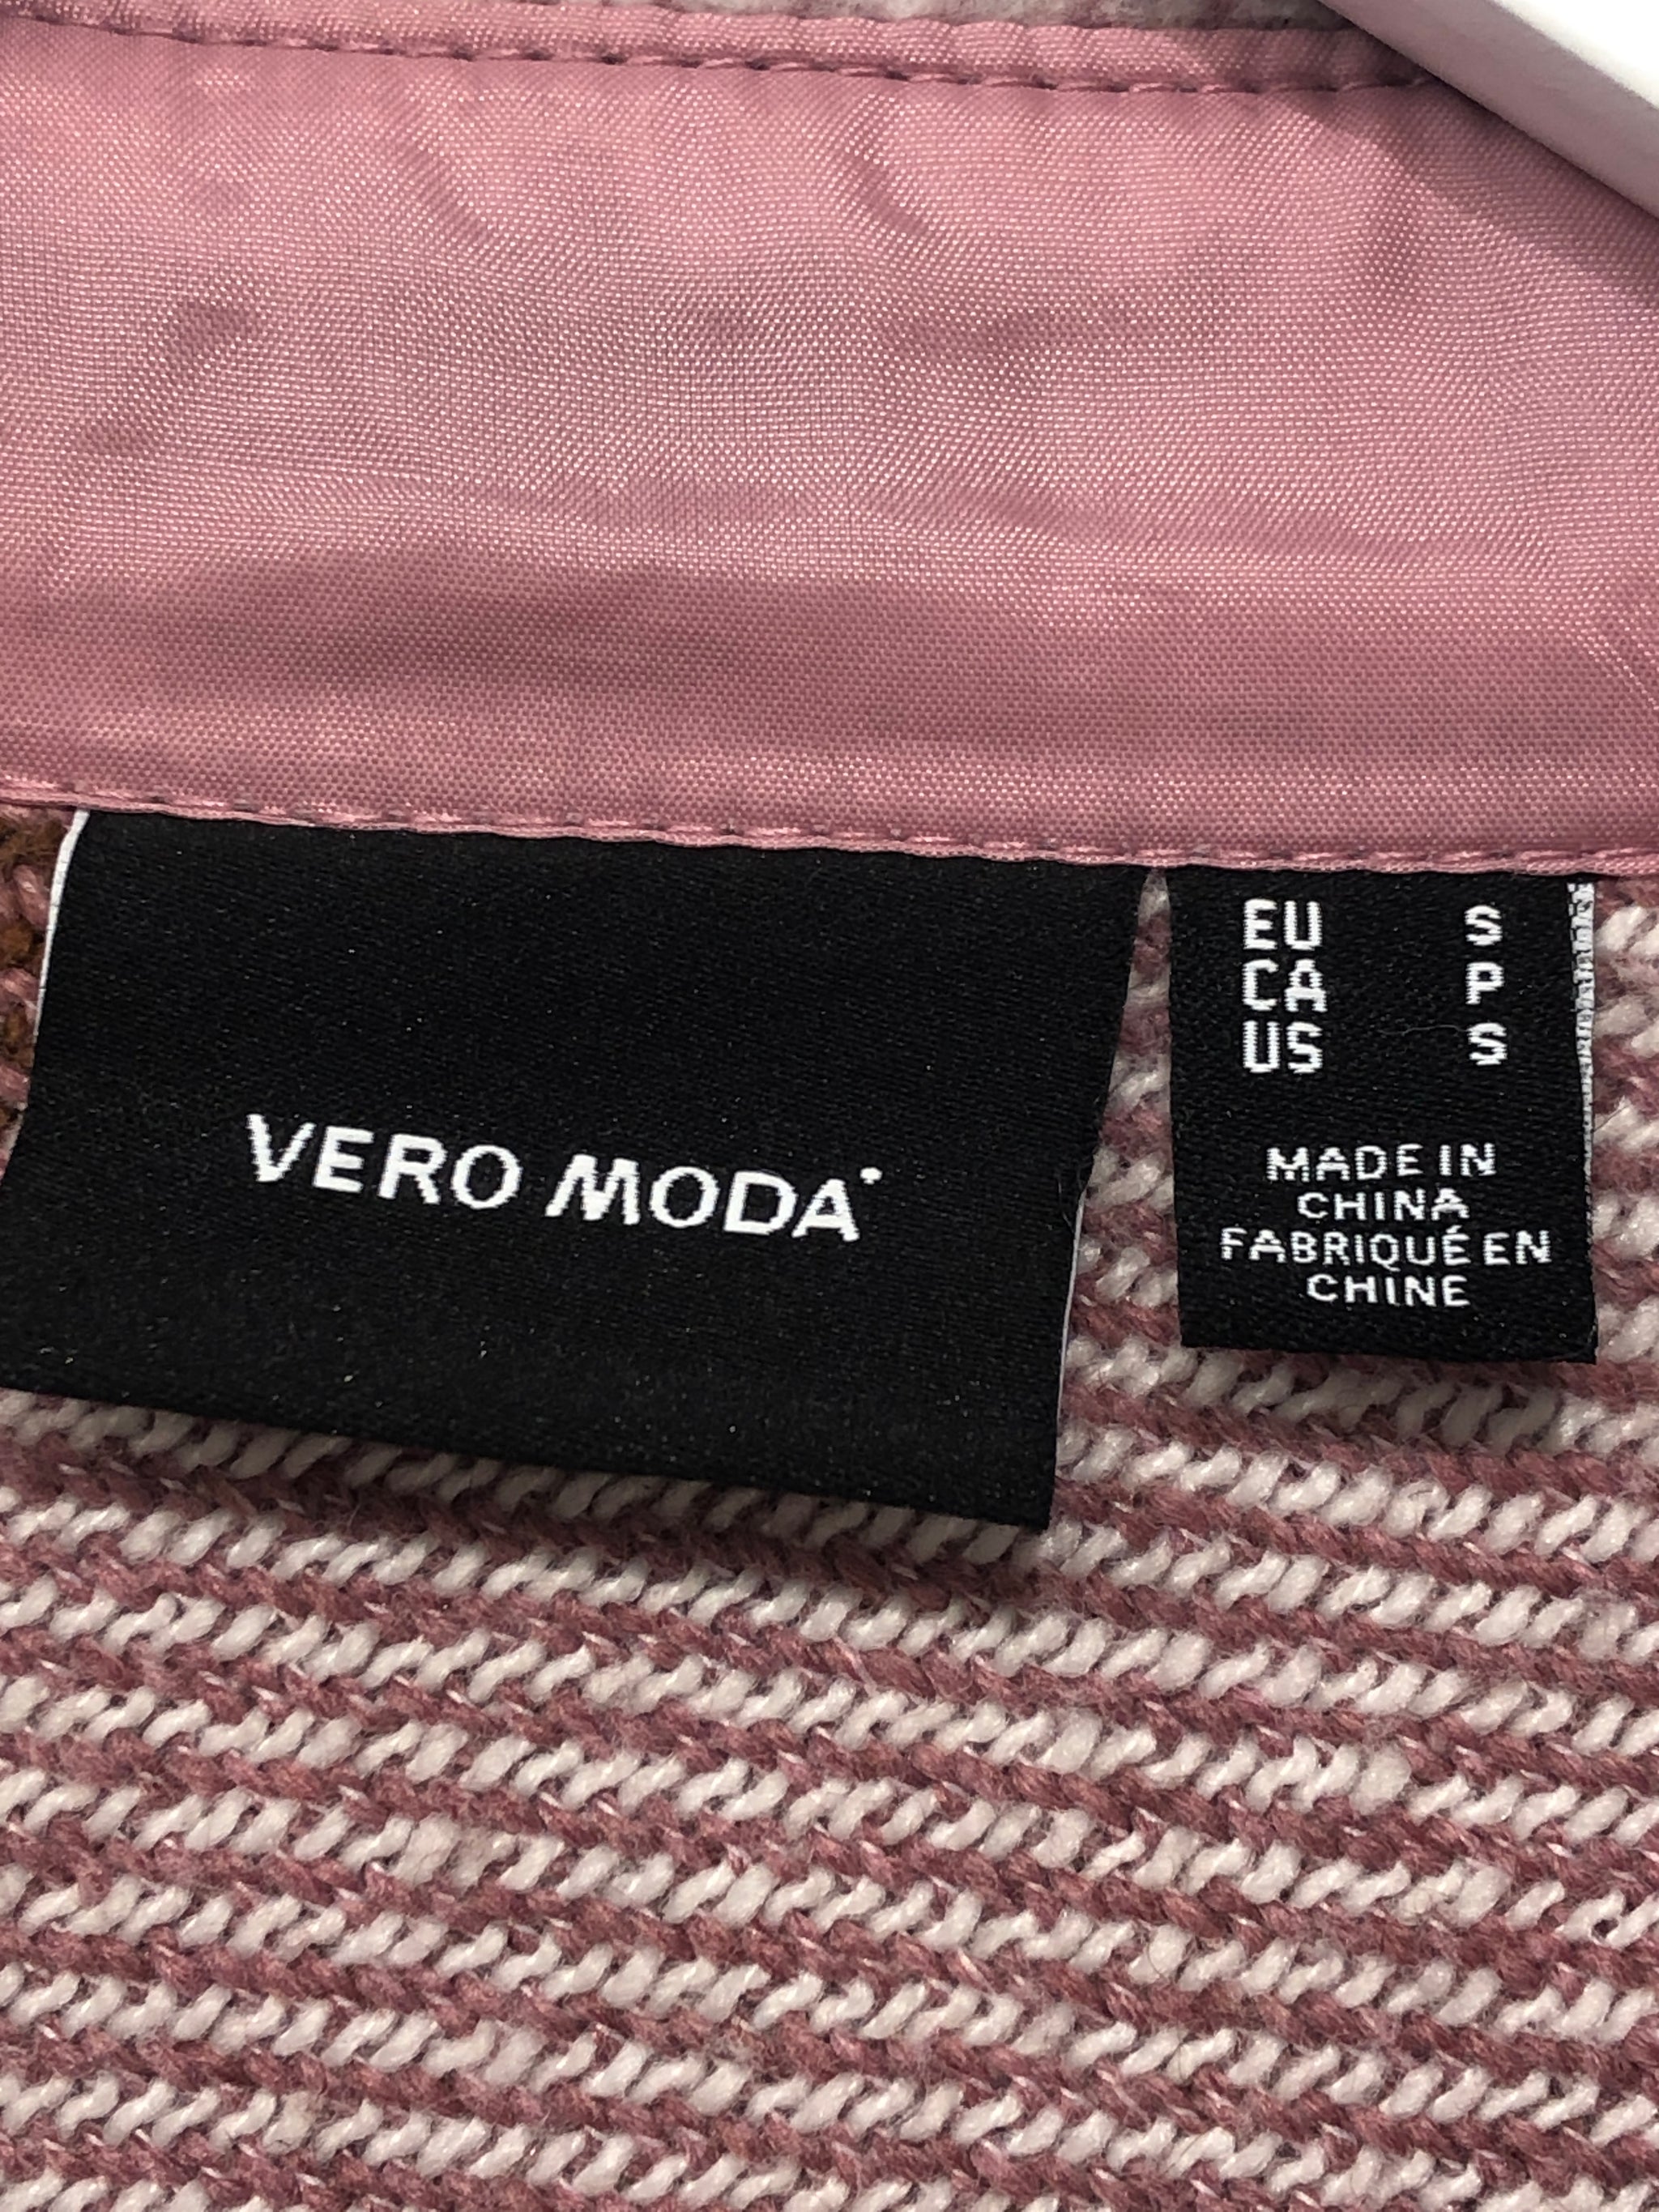 VERO MODA
EU S
CA P
US S
MADE IN
CHINA
FABRIQUÉ EN
CHINE